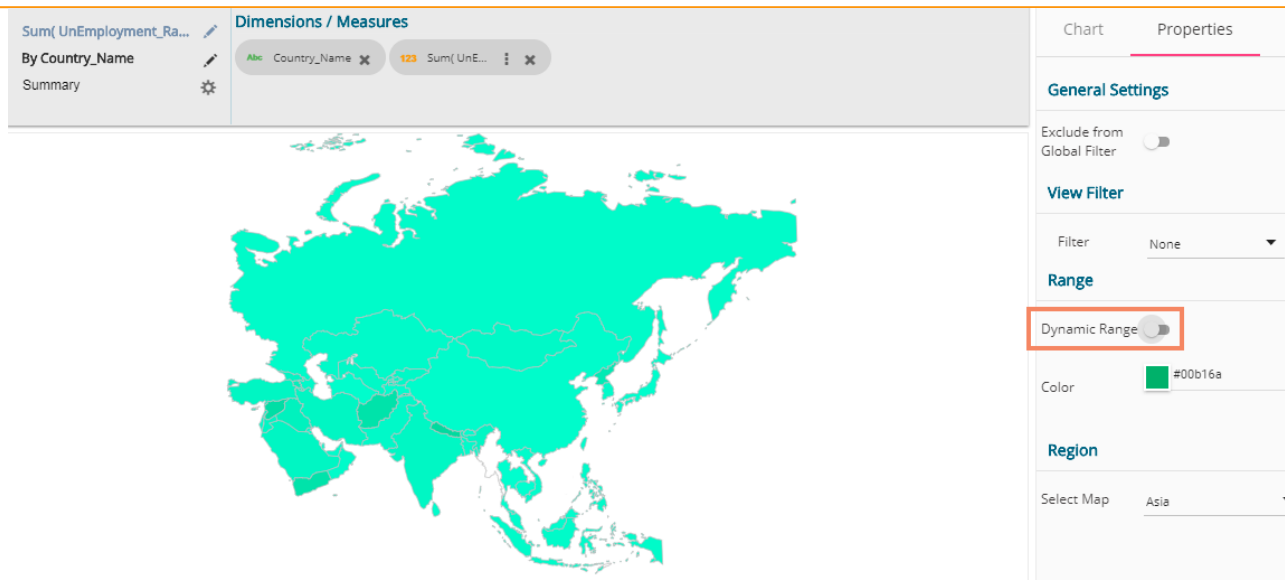 Sum( UnEmployment_Ra...
By Country_Name
Summary
Dimensions / Measures
Abc Country_Name
123 Sum( UnE...
Chart Properties
General Settings
Exclude from
Global Filter
View Filter
Filter None
Range
Dynamic Range
Color #00b16a
Region
Select Map Asia